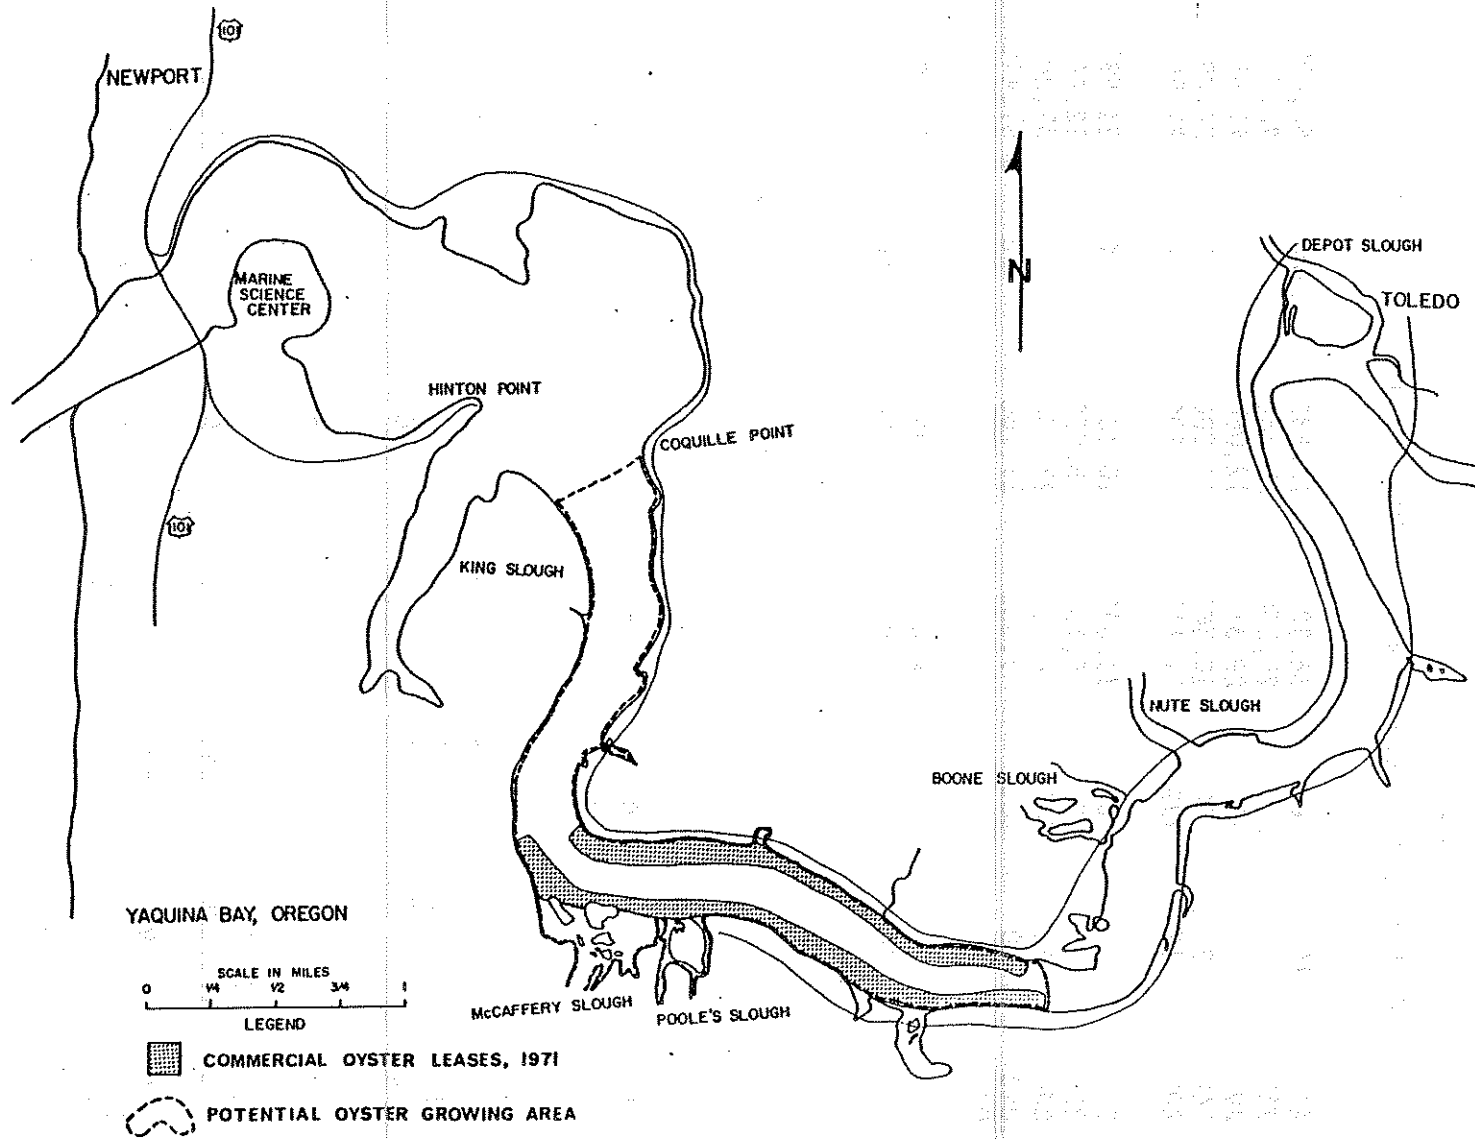 101
NEWPORT
DEPOT SLOUGH
MARINE
SCIENCE
CENTER
TOLEDO
N
HINTON POINT
COQUILLE POINT
101
KING SLOUGH
NUTE SLOUGH
BOONE SLOUGH
YAQUINA BAY, OREGON
SCALE IN MILES
0 1/4 1/2 3/4 1
McCAFFERY SLOUGH
POOLE'S SLOUGH
LEGEND
COMMERCIAL OYSTER LEASES, 1971
POTENTIAL OYSTER GROWING AREA